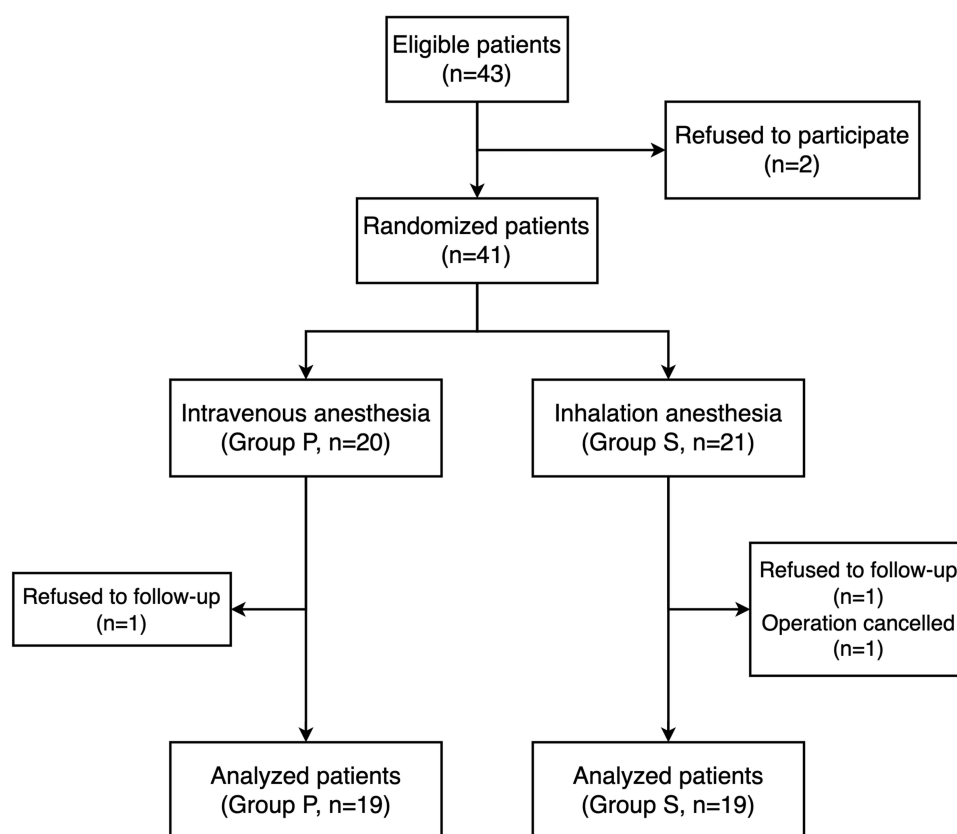 Eligible patients
(n=43)
Refused to participate
(n=2)
Randomized patients
(n=41)
Intravenous anesthesia
(Group P, n=20)
Inhalation anesthesia
(Group S, n=21)
Refused to follow-up
(n=1)
Refused to follow-up
(n=1)
Operation cancelled
(n=1)
Analyzed patients
(Group P, n=19)
Analyzed patients
(Group S, n=19)